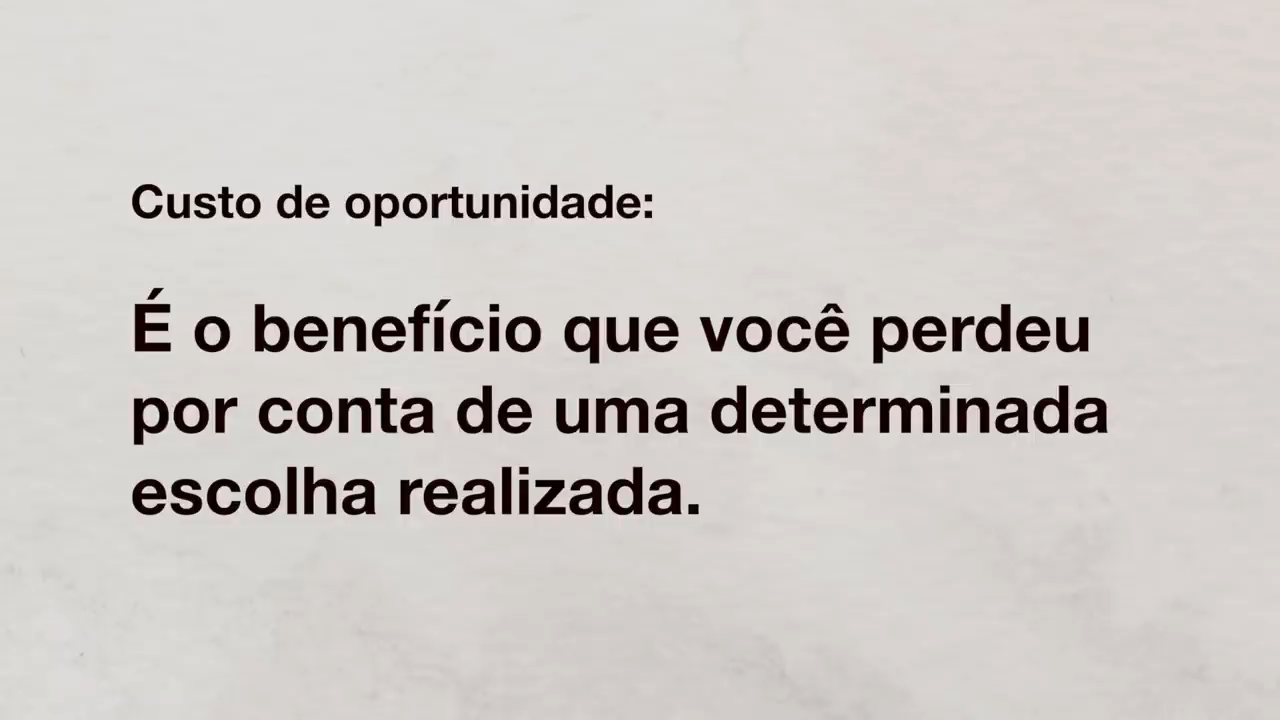 Custo de oportunidade:
É o benefício que você perdeu
por conta de uma determinada
escolha realizada.